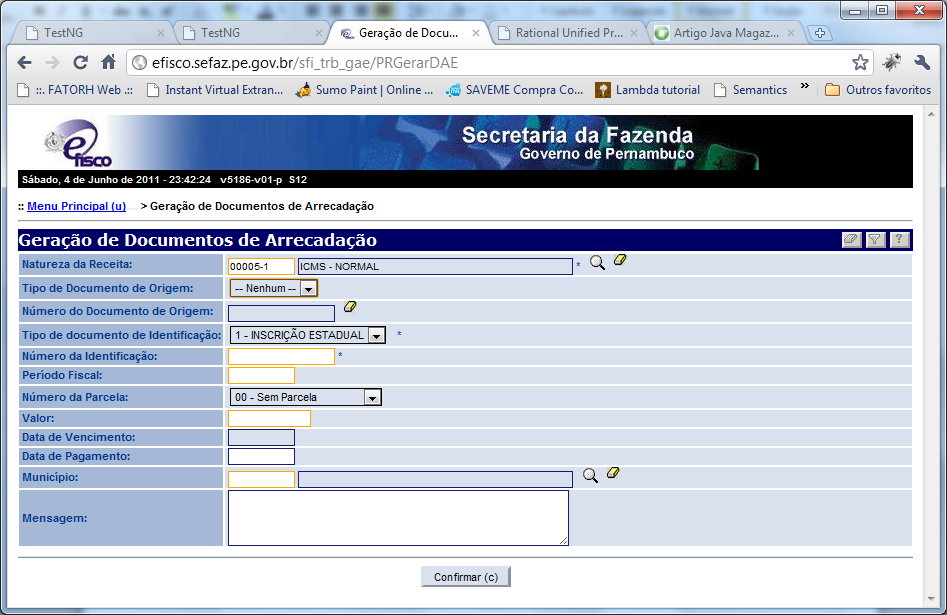 TestNG
TestNG
Geração de Docu...
Rational Unified Pr...
Artigo Java Magaz...
efisco.sefaz.pe.gov.br/sfi_trb_gae/PRGerarDAE
::. FATORH Web .::
Instant Virtual Extran...
Sumo Paint | Online ...
SAVEME Compra Co...
Lambda tutorial
Semantics
»
Outros favoritos
efisco
Secretaria da Fazenda
Governo de Pernambuco
Sábado, 4 de Junho de 2011 - 23:42:24 v5186-v01-p S12
:: Menu Principal (u) > Geração de Documentos de Arrecadação
Geração de Documentos de Arrecadação
?
Natureza da Receita: 00005-1 ICMS - NORMAL *
Tipo de Documento de Origem: -- Nenhum --
Número do Documento de Origem:
Tipo de documento de Identificação: 1 - INSCRIÇÃO ESTADUAL *
Número da Identificação: *
Período Fiscal:
Número da Parcela: 00 - Sem Parcela
Valor:
Data de Vencimento:
Data de Pagamento:
Município:
Mensagem:
Confirmar (c)